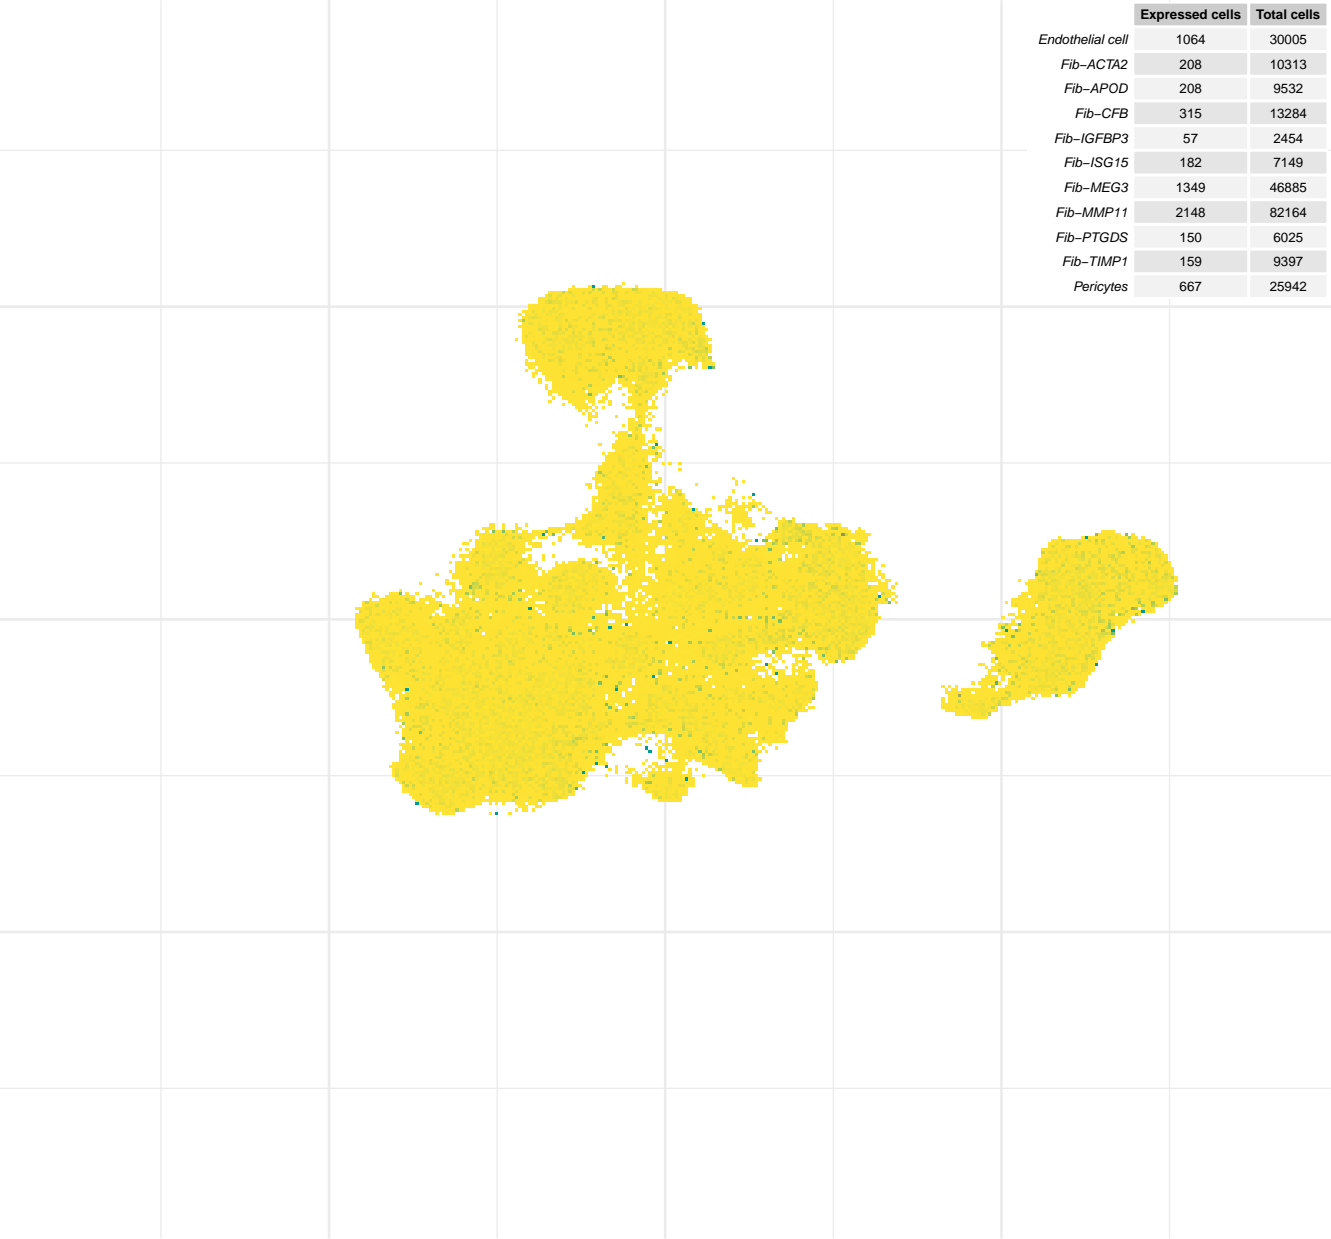 Expressed cells Total cells
Endothelial cell 1064 30005
Fib−ACTA2 208 10313
Fib−APOD 208 9532
Fib−CFB 315 13284
Fib−IGFBP3 57 2454
Fib−ISG15 182 7149
Fib−MEG3 1349 46885
Fib−MMP11 2148 82164
Fib−PTGDS 150 6025
Fib−TIMP1 159 9397
Pericytes 667 25942